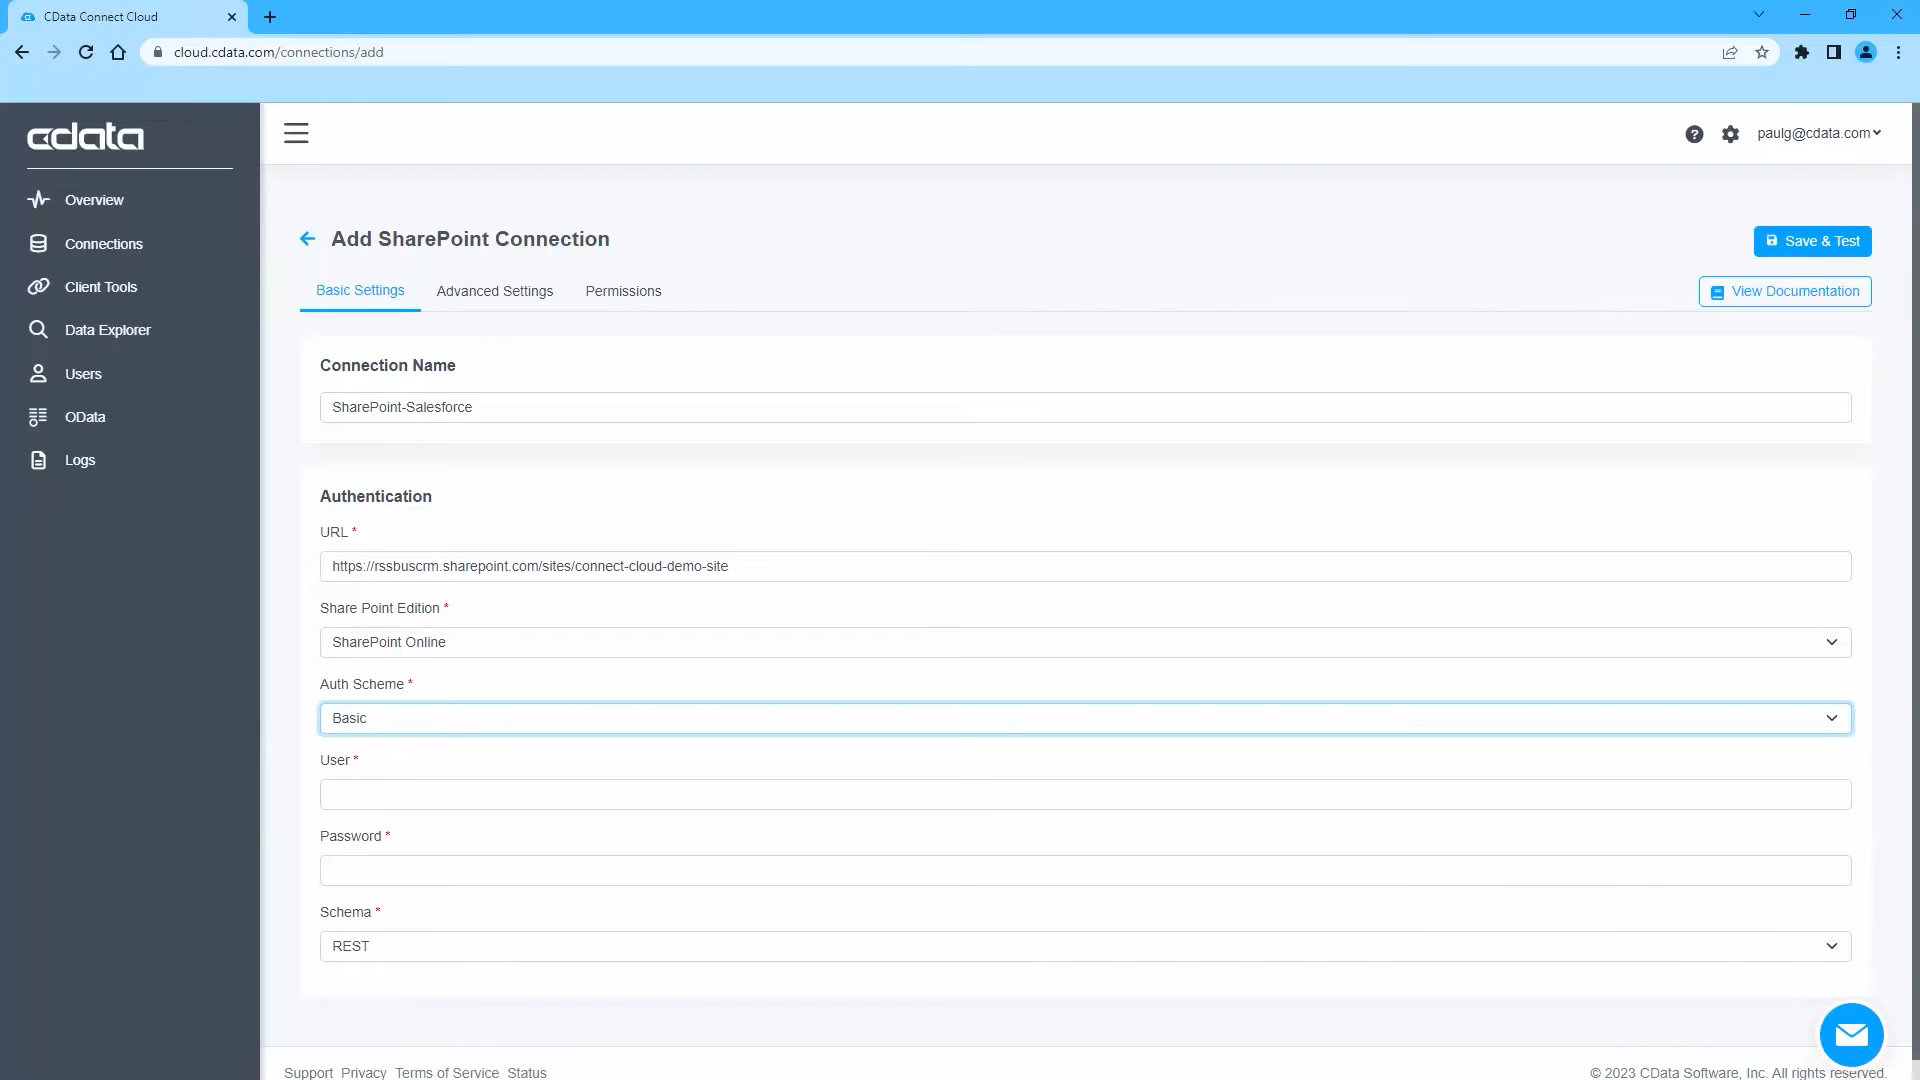 CData Connect Cloud
cloud.cdata.com/connections/add
cdata
paulg@cdata.com
Overview
Connections
Client Tools
Data Explorer
Users
OData
Logs
Add SharePoint Connection
Save & Test
Basic Settings
Advanced Settings
Permissions
View Documentation
Connection Name
SharePoint-Salesforce
Authentication
URL *
https://rssbuscrm.sharepoint.com/sites/connect-cloud-demo-site
Share Point Edition *
SharePoint Online
Auth Scheme *
Basic
User *
Password *
Schema *
REST
Support Privacy Terms of Service Status
© 2023 CData Software, Inc. All rights reserved.